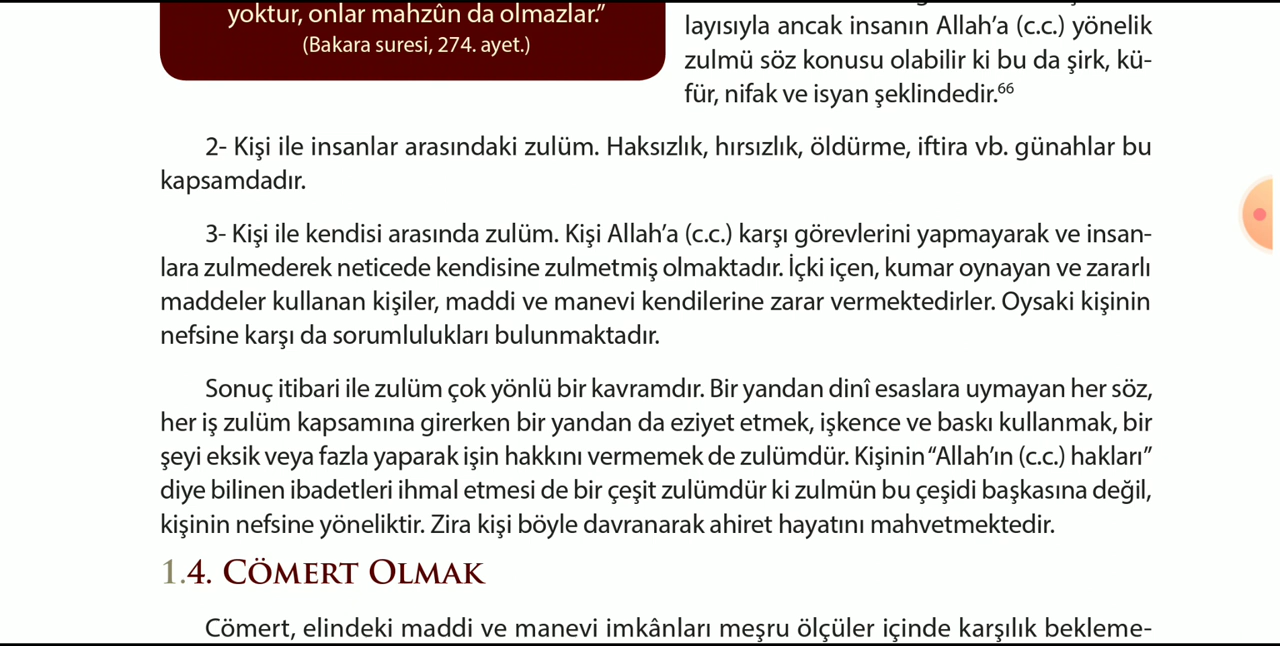 yoktur, onlar mahzûn da olmazlar.”
(Bakara suresi, 274. ayet.)
layısıyla ancak insanın Allah’a (c.c.) yönelik
zulmü söz konusu olabilir ki bu da şirk, kü-
für, nifak ve isyan şeklindedir.⁶⁶
2- Kişi ile insanlar arasındaki zulüm. Haksızlık, hırsızlık, öldürme, iftira vb. günahlar bu
kapsamdadır.
3- Kişi ile kendisi arasında zulüm. Kişi Allah’a (c.c.) karşı görevlerini yapmayarak ve insan-
lara zulmederek neticede kendisine zulmetmiş olmaktadır. İçki içen, kumar oynayan ve zararlı
maddeler kullanan kişiler, maddi ve manevi kendilerine zarar vermektedirler. Oysaki kişinin
nefsine karşı da sorumlulukları bulunmaktadır.
Sonuç itibari ile zulüm çok yönlü bir kavramdır. Bir yandan dinî esaslara uymayan her söz,
her iş zulüm kapsamına girerken bir yandan da eziyet etmek, işkence ve baskı kullanmak, bir
şeyi eksik veya fazla yaparak işin hakkını vermemek de zulümdür. Kişinin “Allah’ın (c.c.) hakları”
diye bilinen ibadetleri ihmal etmesi de bir çeşit zulümdür ki zulmün bu çeşidi başkasına değil,
kişinin nefsine yöneliktir. Zira kişi böyle davranarak ahiret hayatını mahvetmektedir.
1.4. CÖMERT OLMAK
Cömert, elindeki maddi ve manevi imkânları meşru ölçüler içinde karşılık bekleme-